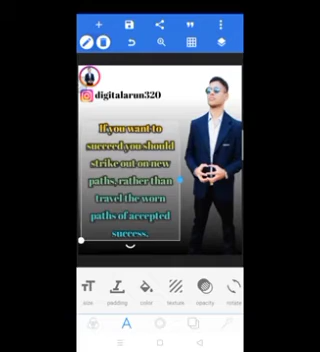 digitalarun320
If you want to
succeed you should
strike out on new
paths, rather than
travel the worn
paths of accepted
success.
size
padding
color
texture
opacity
rotate
A